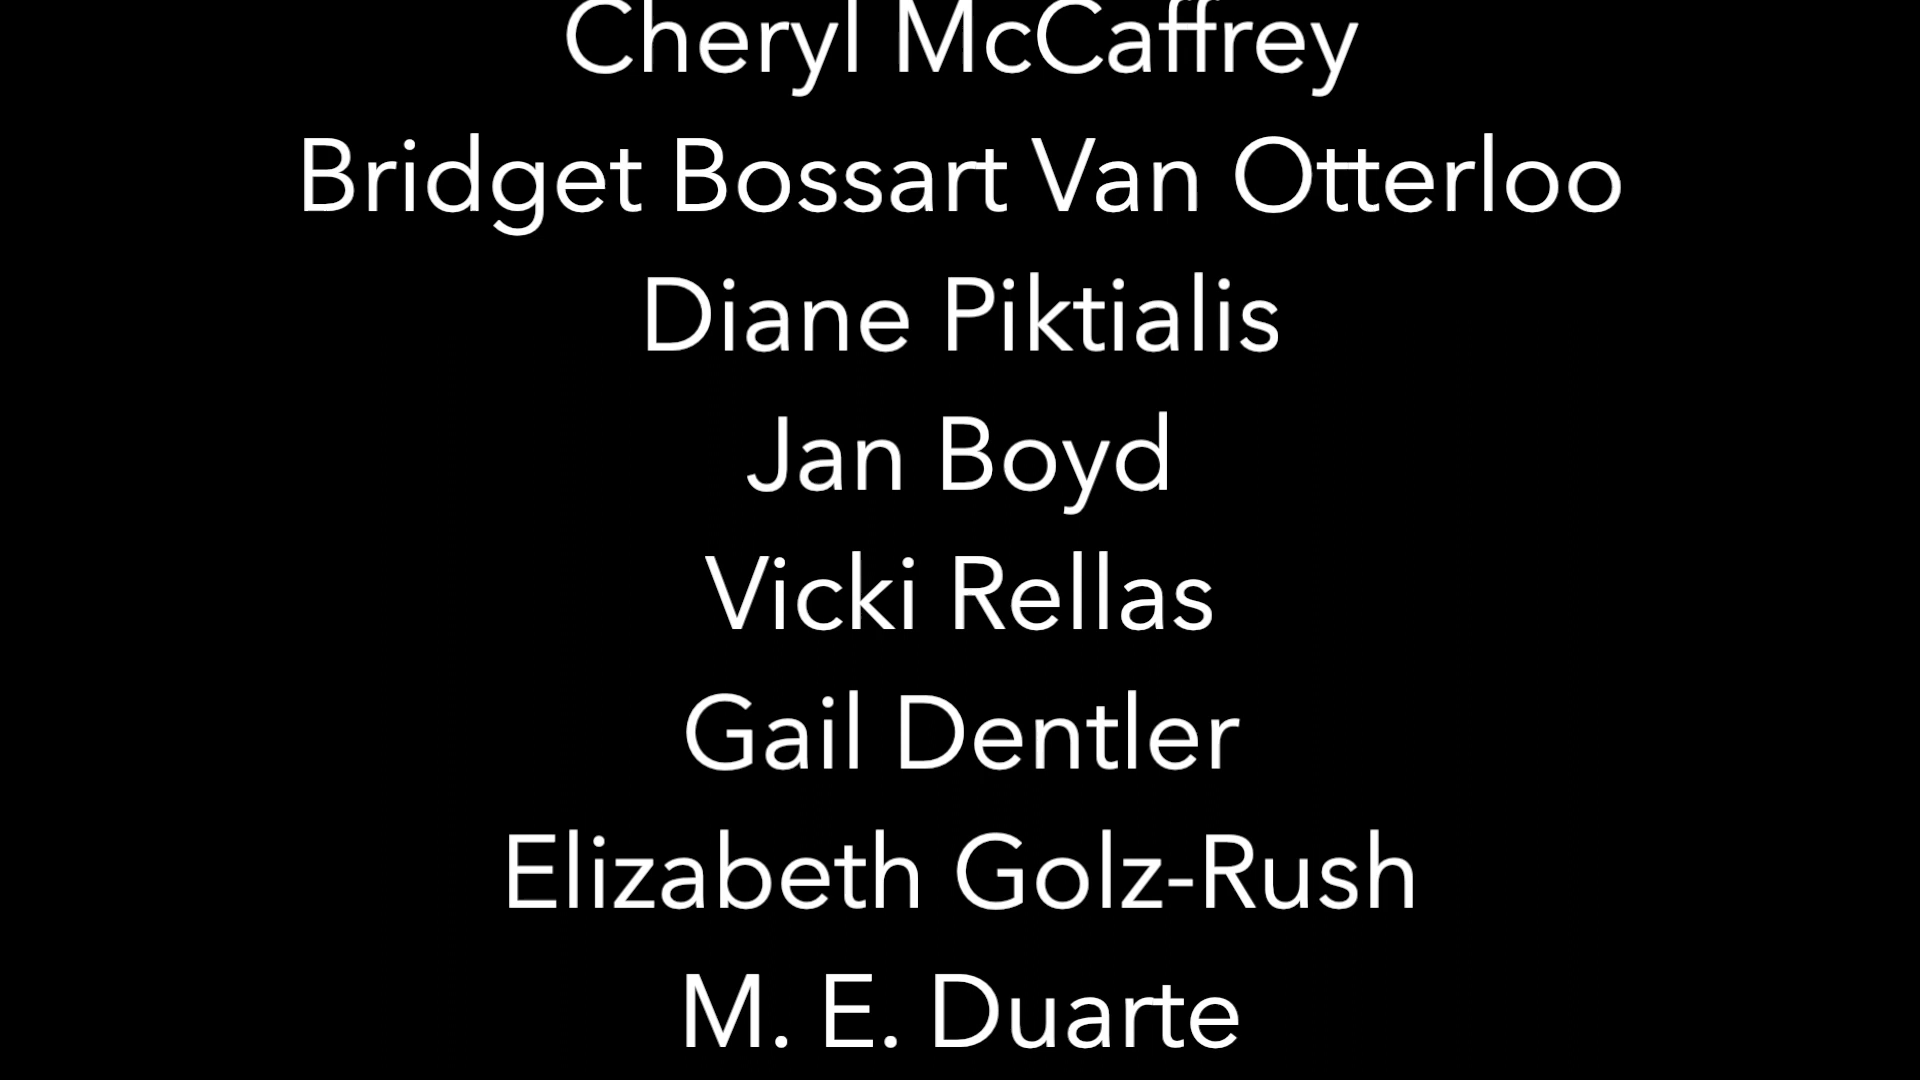 Cheryl McCaffrey
Bridget Bossart Van Otterloo
Diane Piktialis
Jan Boyd
Vicki Rellas
Gail Dentler
Elizabeth Golz-Rush
M. E. Duarte